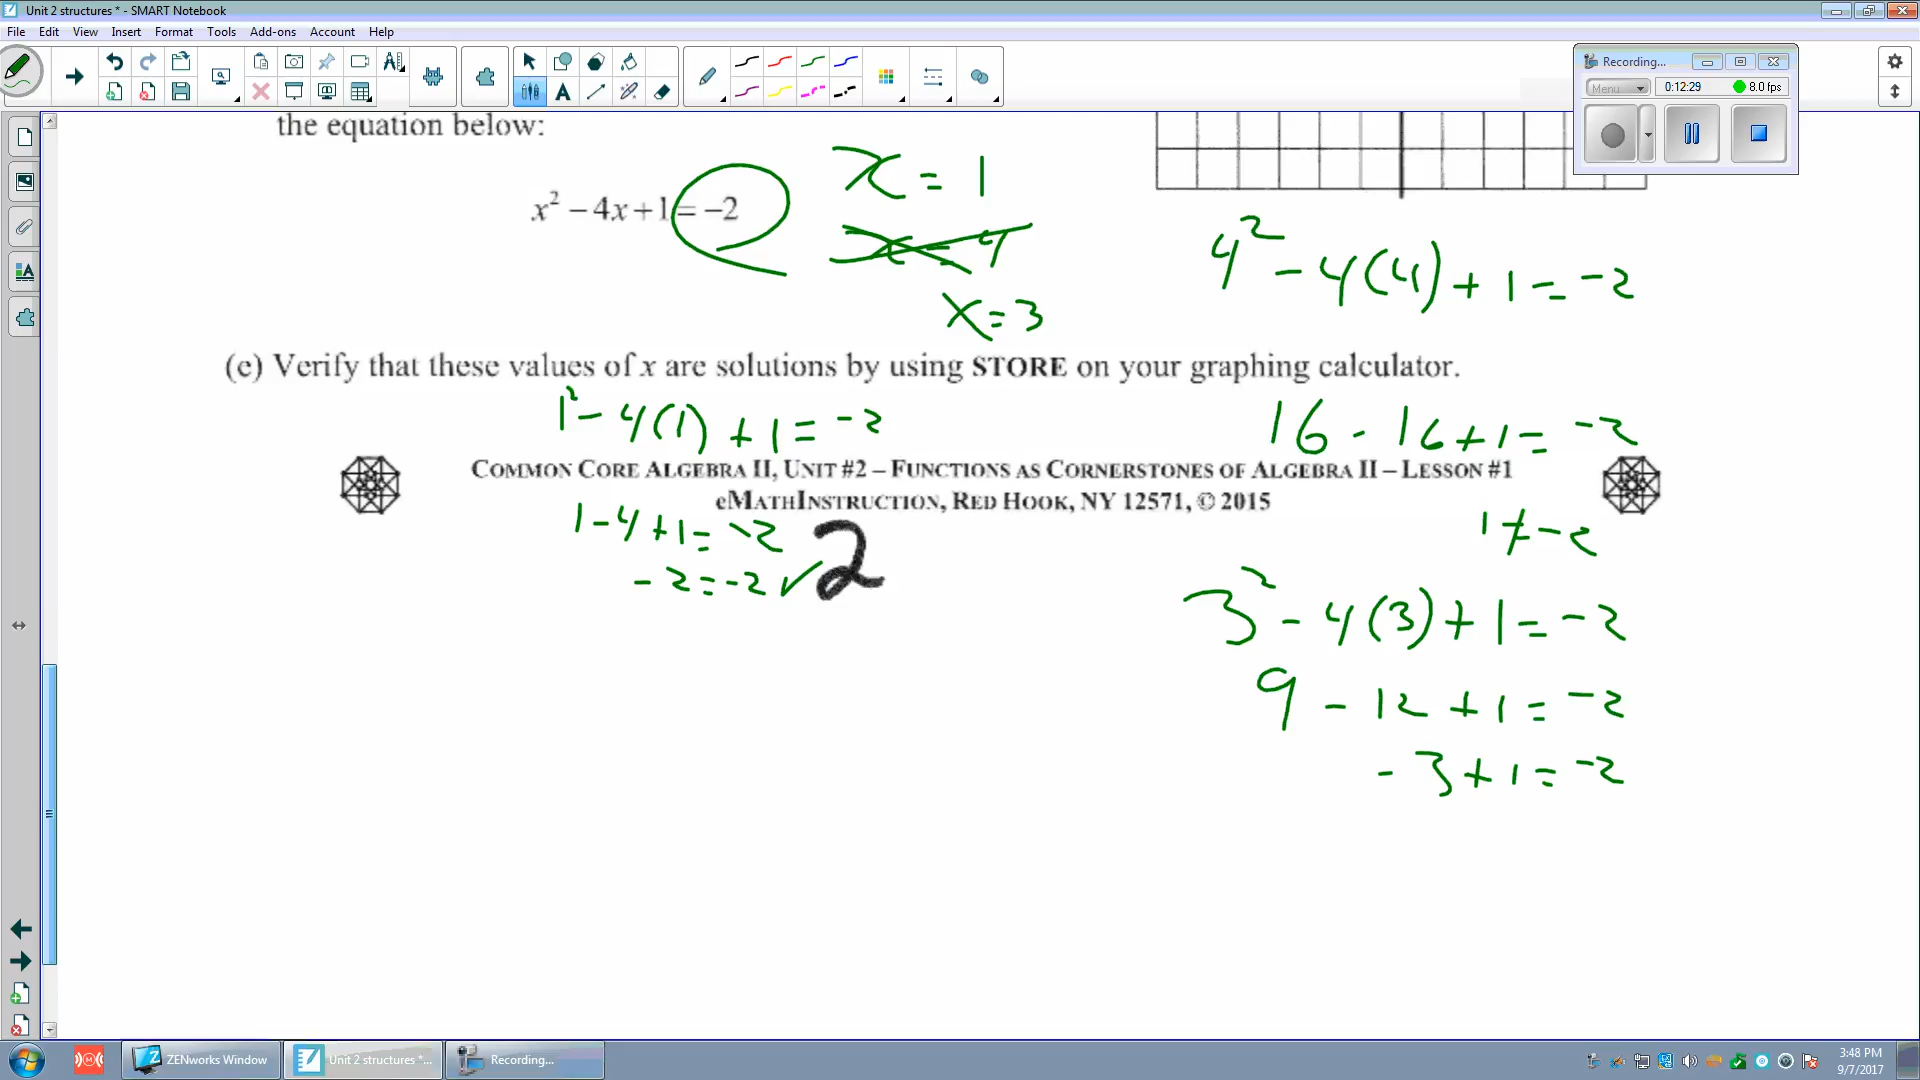 Unit 2 structures * - SMART Notebook
File Edit View Insert Format Tools Add-ons Account Help
Recording...
Menu 0:12:29 8.0 fps
the equation below:
x² − 4x + 1 = −2
x = 1
x = 4
x = 3
4² - 4(4) + 1 = -2
(e) Verify that these values of x are solutions by using STORE on your graphing calculator.
1² - 4(1) + 1 = -2
16 - 16 + 1 = -2
COMMON CORE ALGEBRA II, UNIT #2 – FUNCTIONS AS CORNERSTONES OF ALGEBRA II – LESSON #1
eMATHINSTRUCTION, RED HOOK, NY 12571, © 2015
1 - 4 + 1 = -2
1 ≠ -2
-2 = -2 ✓
2
3² - 4(3) + 1 = -2
9 - 12 + 1 = -2
-3 + 1 = -2
ZENworks Window
Unit 2 structures *...
Recording...
3:48 PM
9/7/2017